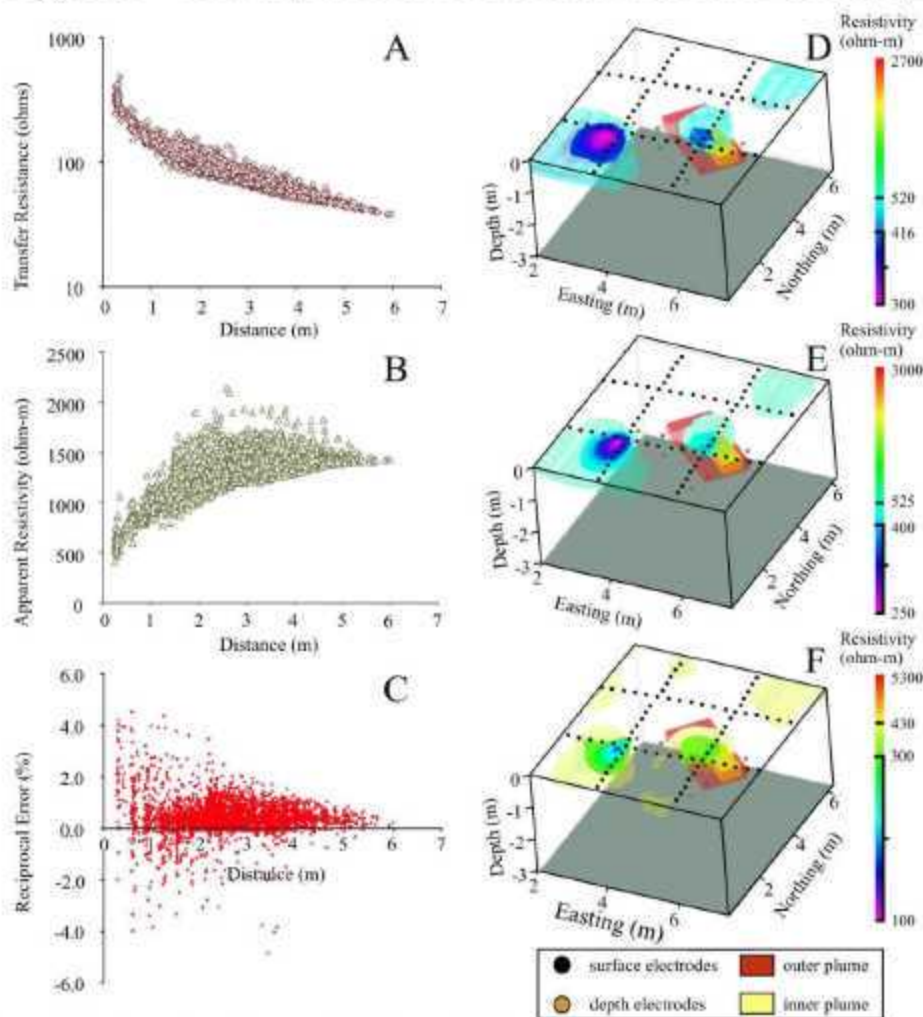 A
Transfer Resistance (ohms)
1000
100
10
0 1 2 3 4 5 6 7
Distance (m)
B
Apparent Resistivity (ohm-m)
2500
2000
1500
1000
500
0
0 1 2 3 4 5 6 7
Distance (m)
C
Reciprocal Error (%)
6.0
4.0
2.0
0.0
-2.0
-4.0
-6.0
0 1 2 3 4 5 6 7
Distance (m)
D
Resistivity
(ohm-m)
2700
520
416
300
Depth (m)
0
-1
-2
-3
2 4 6
Easting (m)
2 4 6
Northing (m)
E
Resistivity
(ohm-m)
3000
525
400
250
Depth (m)
0
-1
-2
-3
2 4 6
Easting (m)
2 4 6
Northing (m)
F
Resistivity
(ohm-m)
5300
430
300
100
Depth (m)
0
-1
-2
-3
2 4 6
Easting (m)
2 4 6
Northing (m)
surface electrodes
outer plume
depth electrodes
inner plume